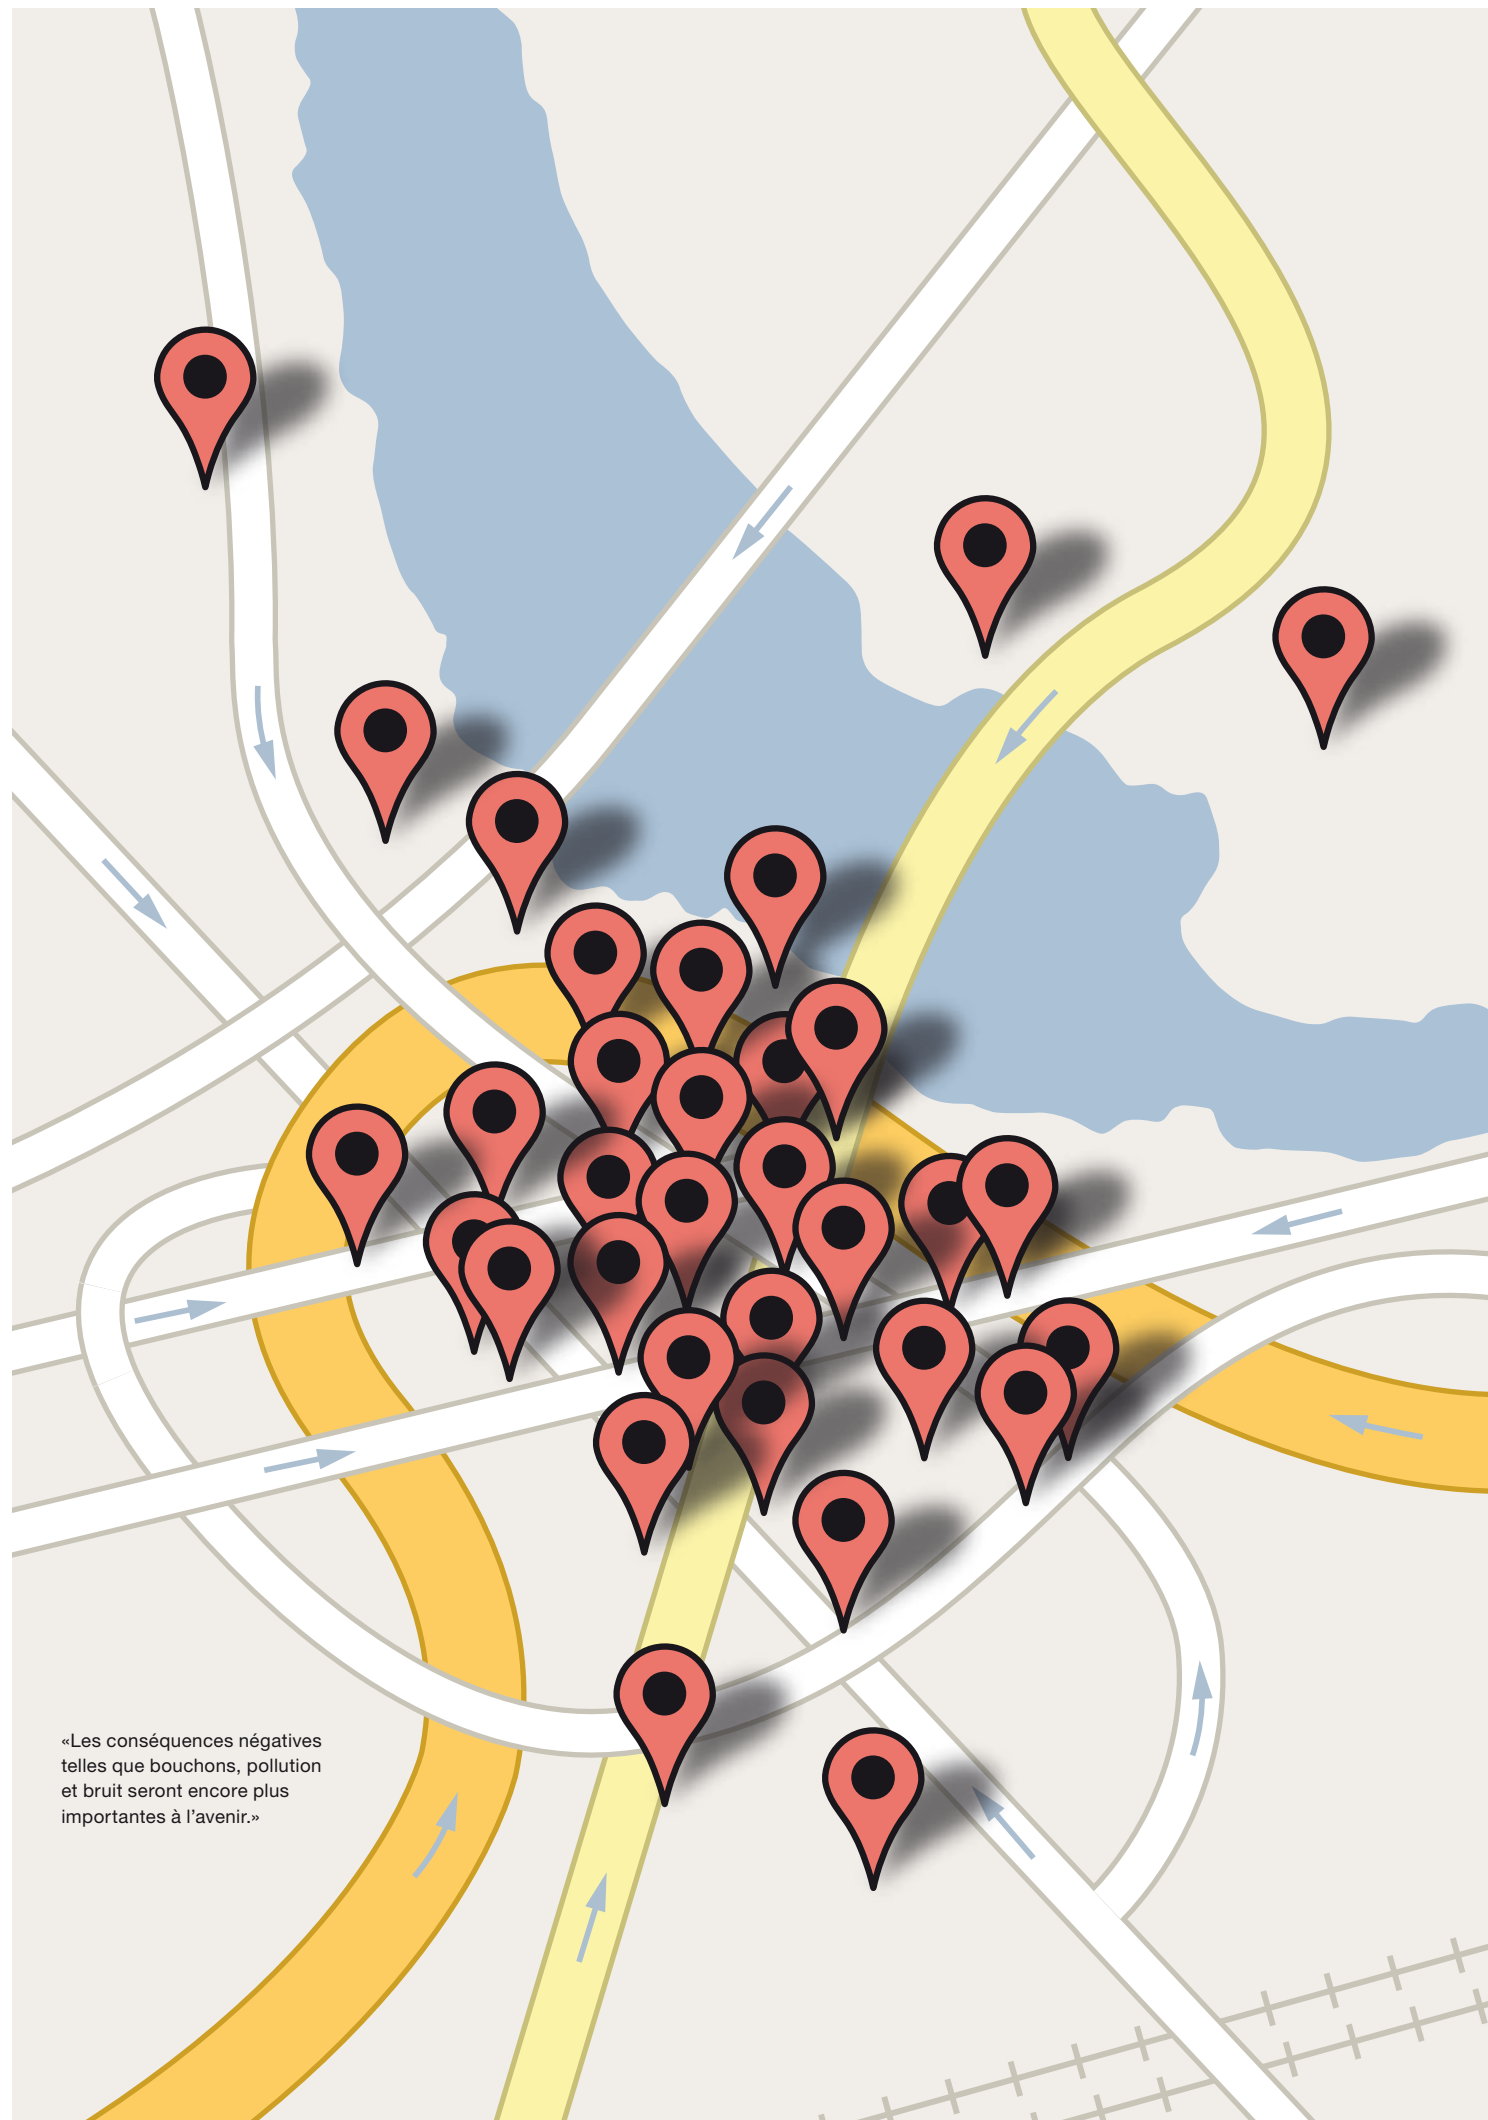 «Les conséquences négatives
telles que bouchons, pollution
et bruit seront encore plus
importantes à l’avenir.»